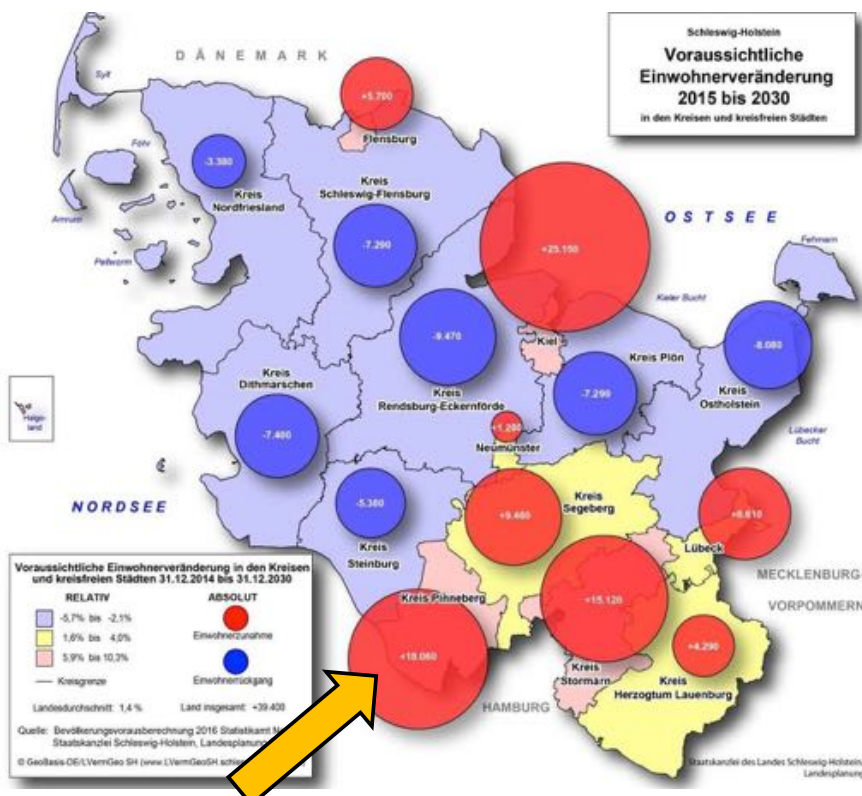 Schleswig-Holstein
Voraussichtliche
Einwohnerveränderung
2015 bis 2030
in den Kreisen und kreisfreien Städten
DÄNEMARK
Sylt
+5.700
Flensburg
Föhr
-3.380
Kreis
Nordfriesland
Kreis
Schleswig-Flensburg
Amrum
Pellworm
-7.290
+25.150
OSTSEE
Fehmarn
Kieler Bucht
-9.470
Kiel
Kreis Plön
-8.080
Kreis
Dithmarschen
Kreis
Rendsburg-Eckernförde
-7.290
Kreis
Ostholstein
Helgo-
land
-7.400
+1.200
Neumünster
Lübecker
Bucht
NORDSEE
-5.380
Kreis
Steinburg
+9.460
Kreis
Segeberg
+8.610
Lübeck
MECKLENBURG-
VORPOMMERN
Kreis Pinneberg
+15.120
+18.060
+4.290
Kreis
Stormarn
Kreis
Herzogtum Lauenburg
HAMBURG
Voraussichtliche Einwohnerveränderung in den Kreisen
und kreisfreien Städten 31.12.2014 bis 31.12.2030
RELATIV ABSOLUT
-5,7% bis -2,1%
1,6% bis 4,0%
Einwohnerzunahme
5,9% bis 10,3%
Kreisgrenze
Einwohnerrückgang
Landesdurchschnitt: 1,4 % Land insgesamt: +39.400
Quelle: Bevölkerungsvorausberechnung 2016 Statistikamt N
Staatskanzlei Schleswig-Holstein, Landesplanung
© GeoBasis-DE/LVermGeo SH (www.LVermGeoSH.schles
Staatskanzlei des Landes Schleswig-Holstein,
Landesplanung